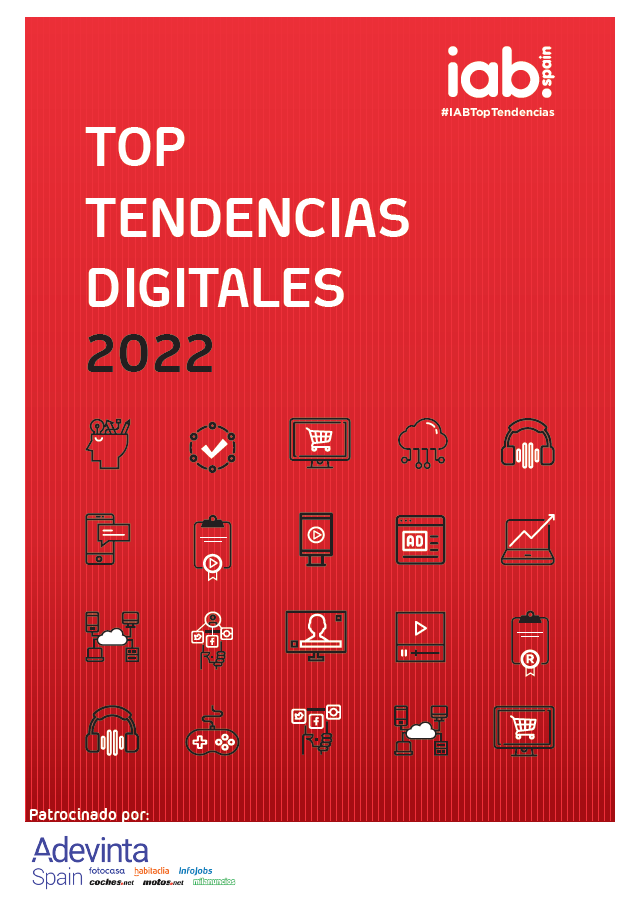 iab.spain
#IABTopTendencias
TOP
TENDENCIAS
DIGITALES
2022
AD
R
Patrocinado por:
Adevinta
Spain
fotocasa habitaclia InfoJobs
coches.net motos.net milanuncios